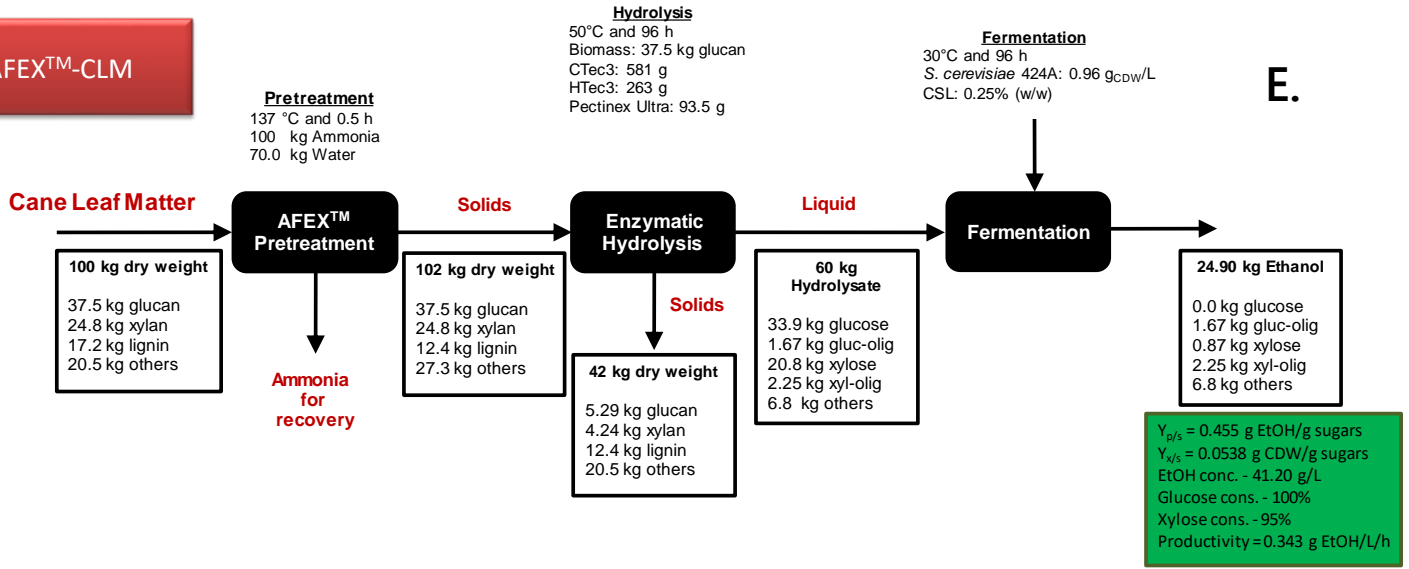 AFEX™-CLM
Pretreatment
137 °C and 0.5 h
100 kg Ammonia
70.0 kg Water
Hydrolysis
50°C and 96 h
Biomass: 37.5 kg glucan
CTec3: 581 g
HTec3: 263 g
Pectinex Ultra: 93.5 g
Fermentation
30°C and 96 h
S. cerevisiae 424A: 0.96 gCDW/L
CSL: 0.25% (w/w)
E.
Cane Leaf Matter
AFEX™
Pretreatment
Solids
Enzymatic
Hydrolysis
Liquid
Fermentation
100 kg dry weight
37.5 kg glucan
24.8 kg xylan
17.2 kg lignin
20.5 kg others
Ammonia
for
recovery
102 kg dry weight
37.5 kg glucan
24.8 kg xylan
12.4 kg lignin
27.3 kg others
Solids
42 kg dry weight
5.29 kg glucan
4.24 kg xylan
12.4 kg lignin
20.5 kg others
60 kg
Hydrolysate
33.9 kg glucose
1.67 kg gluc-olig
20.8 kg xylose
2.25 kg xyl-olig
6.8 kg others
24.90 kg Ethanol
0.0 kg glucose
1.67 kg gluc-olig
0.87 kg xylose
2.25 kg xyl-olig
6.8 kg others
Yp/s = 0.455 g EtOH/g sugars
Yx/s = 0.0538 g CDW/g sugars
EtOH conc. - 41.20 g/L
Glucose cons. - 100%
Xylose cons. - 95%
Productivity = 0.343 g EtOH/L/h